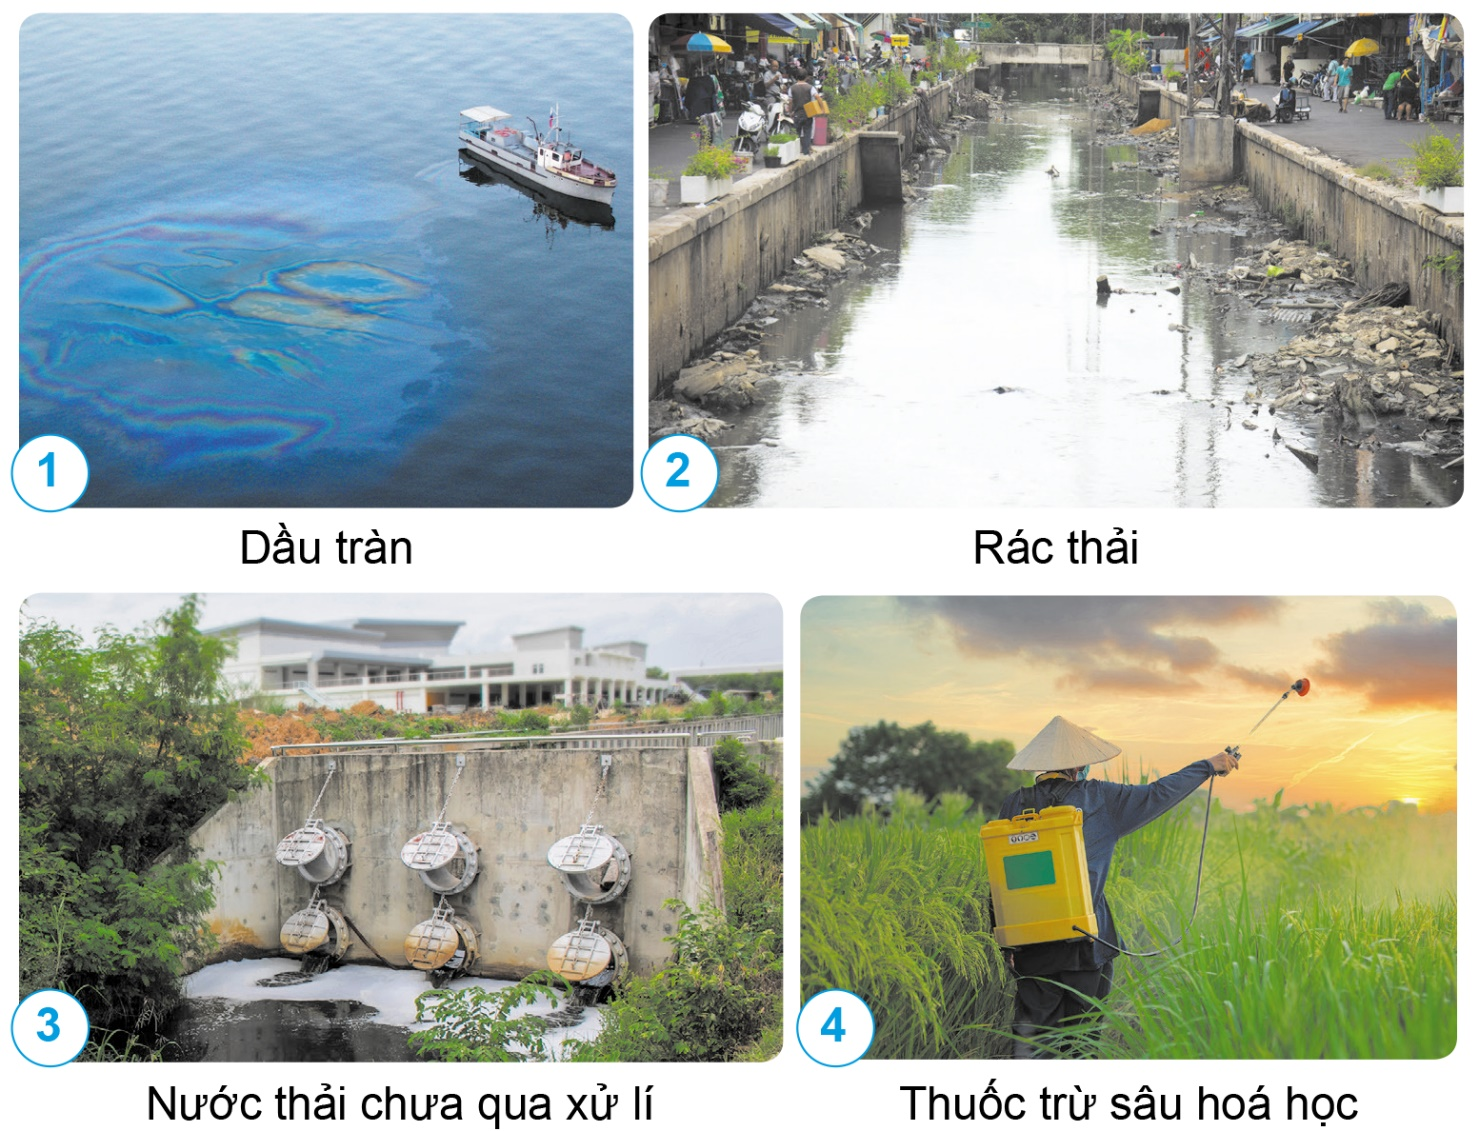 1
2
Dầu tràn
Rác thải
3
4
Nước thải chưa qua xử lí
Thuốc trừ sâu hoá học